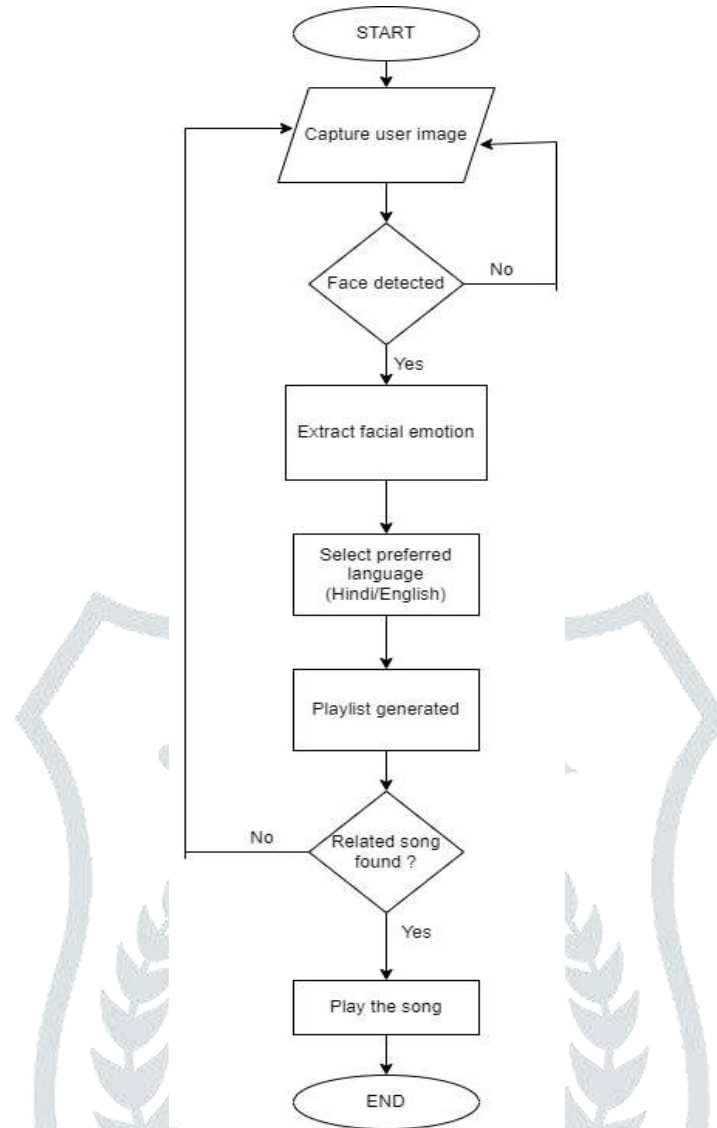 START
Capture user image
Face detected
No
Yes
Extract facial emotion
Select preferred
language
(Hindi/English)
Playlist generated
No
Related song
found ?
Yes
Play the song
END